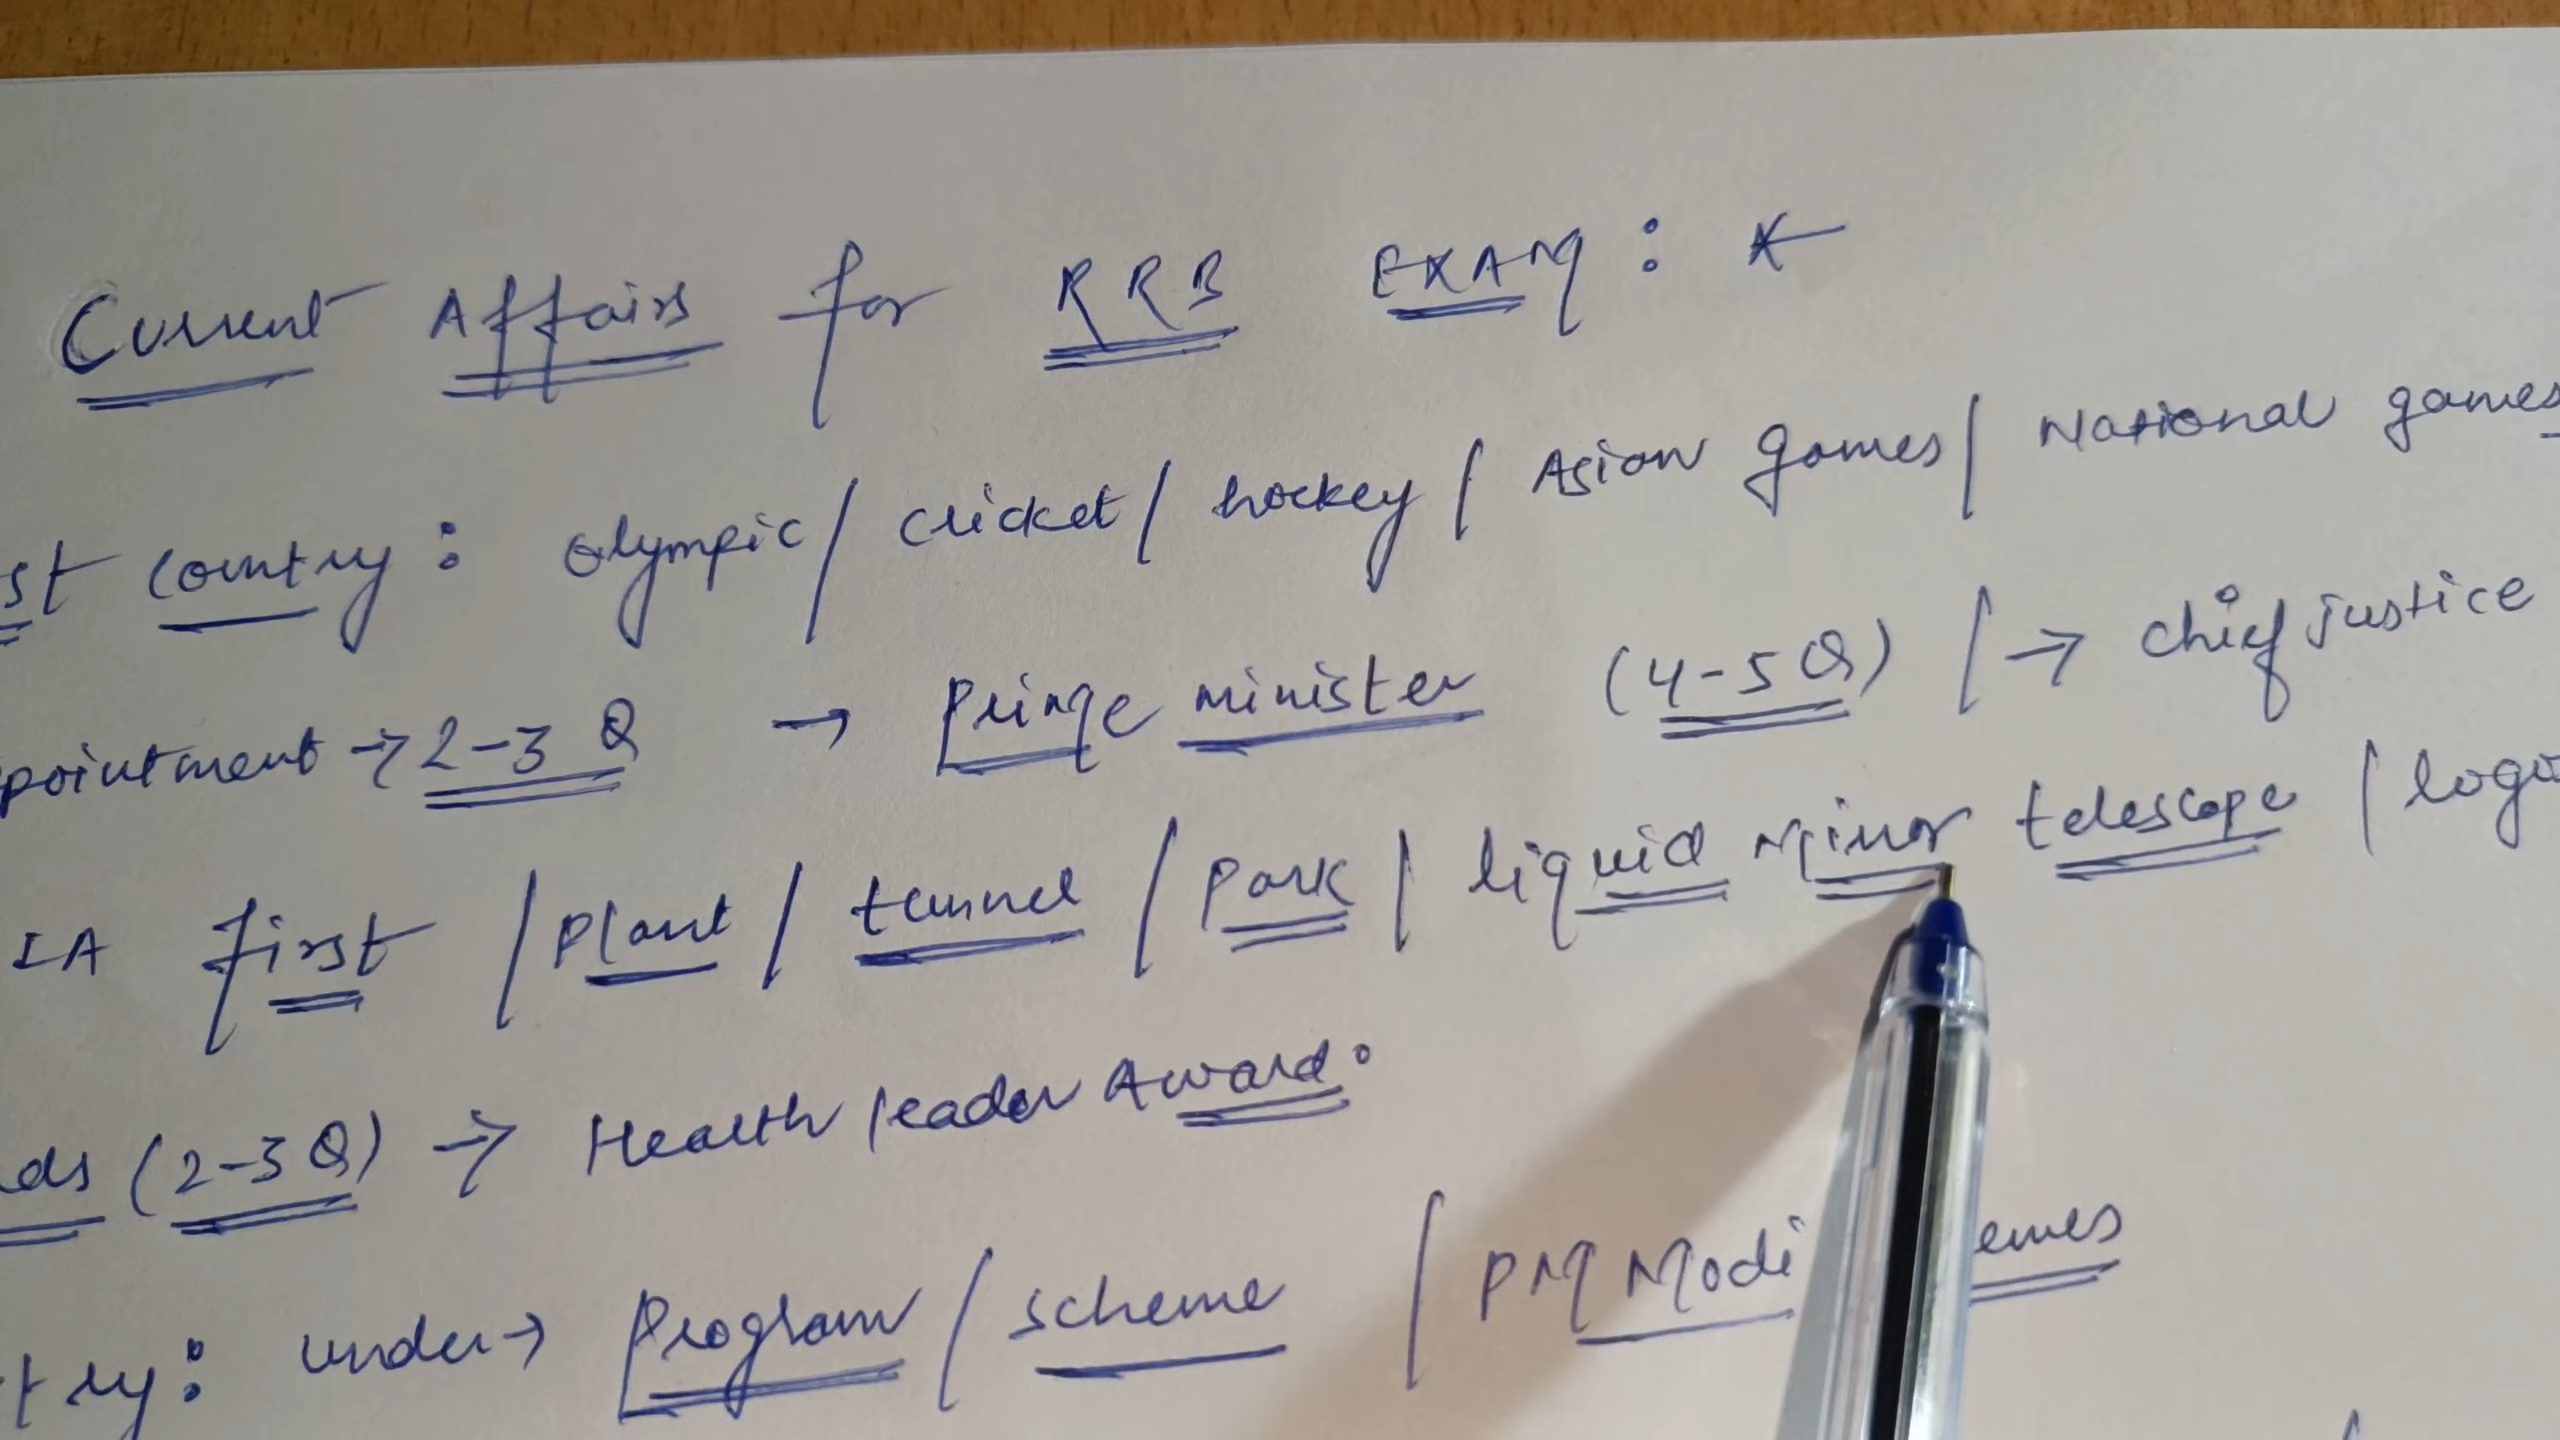 Current Affairs for RRB EXAM : *
st country : olympic / cricket / hockey / Asian games / National games
pointment → 2-3 Q → Prime minister (4-5 Q) / → chief justice
IA first / plant / tunnel / park / liquid Mirror telescope / logo
ds (2-3 Q) → Health leader Award :
try : under → Program / scheme / PM Modi emes